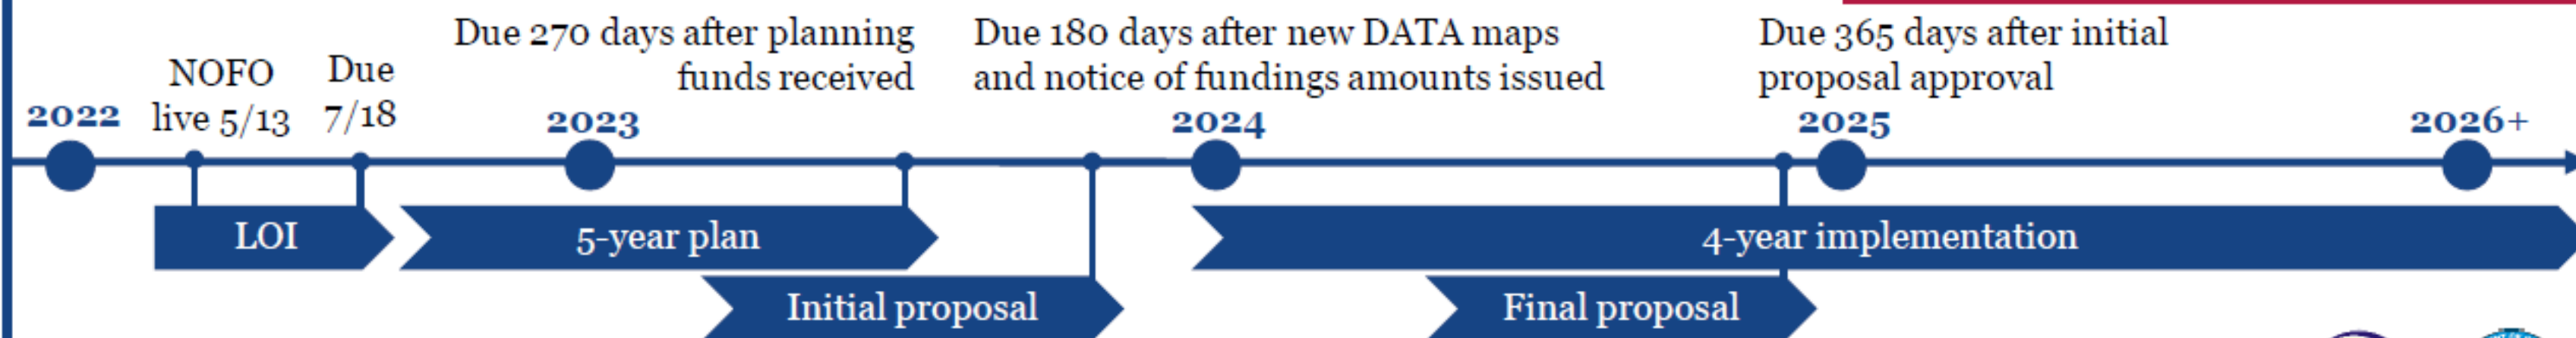 Due 270 days after planning
funds received
Due 180 days after new DATA maps
and notice of fundings amounts issued
Due 365 days after initial
proposal approval
NOFO
live 5/13
Due
7/18
2022
2023
2024
2025
2026+
LOI
5-year plan
4-year implementation
Initial proposal
Final proposal